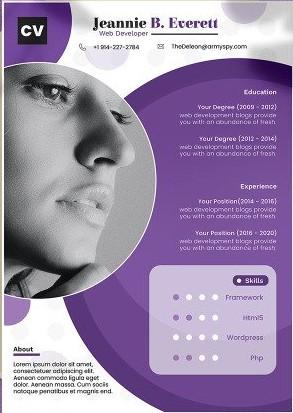 CV
Jeannie B. Everett
Web Developer
+1 914-227-2784
TheDeleon@armyspy.com
Education
Your Degree (2009 - 2012)
web development blogs provide
you with an abundance of fresh
Your Degree (2012 - 2014)
web development blogs provide
you with an abundance of fresh.
Experience
Your Position(2014 - 2016)
web development blogs provide
you with an abundance of fresh.
Your Position (2016 - 2020)
web development blogs provide
you with an abundance of fresh.
Skills
Framework
Html5
Wordpress
Php
About
Lorem ipsum dolor sit amet,
consectetuer adipiscing elit.
Aenean commodo ligula eget
dolor. Aenean massa.
Aenean massa. Cum sociis
natoque penatibus et magnis end.